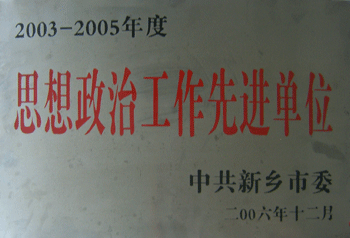 2003-2005年度
思想政治工作先进单位
中共新乡市委
二00六年十二月